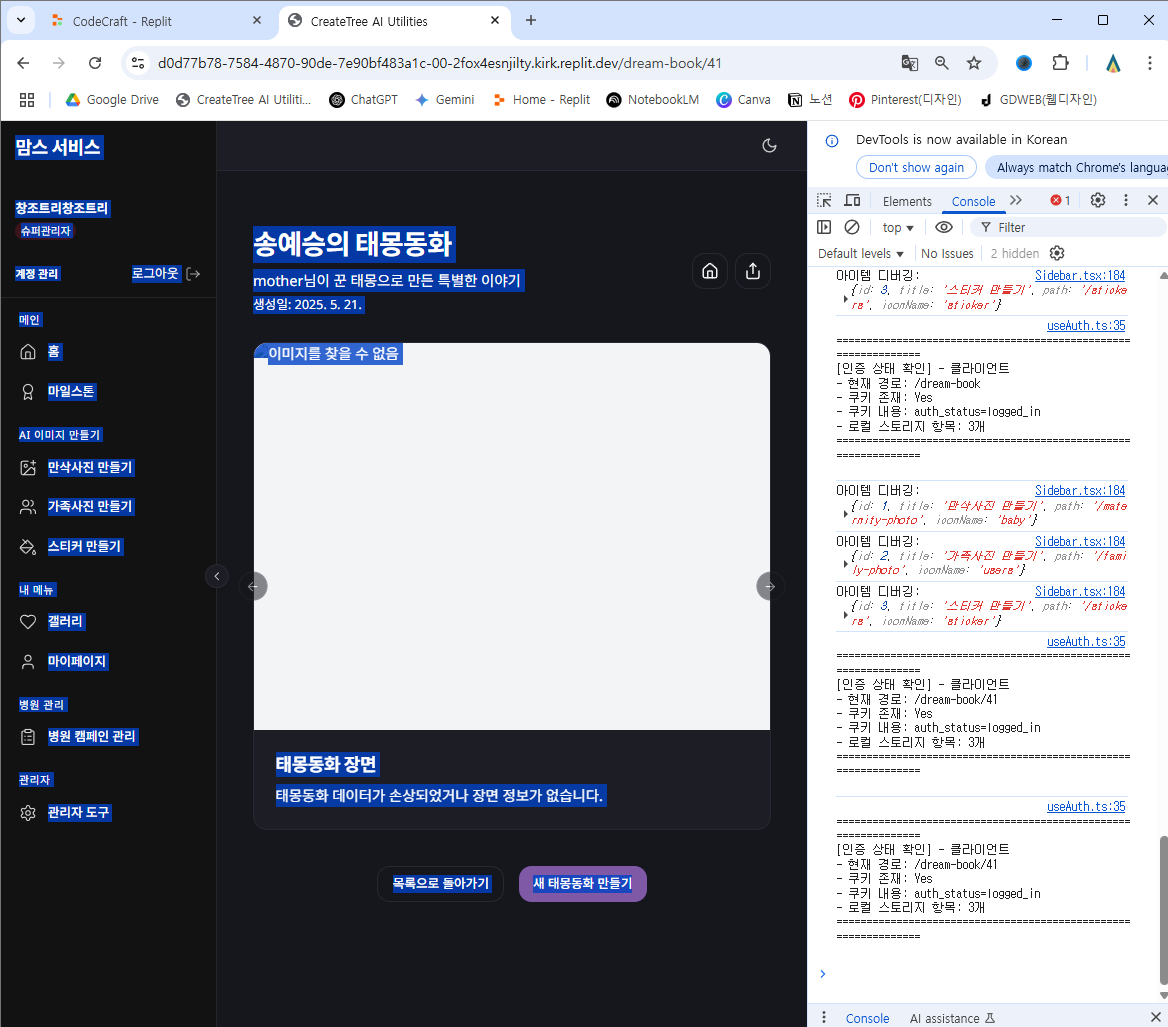 CodeCraft - Replit
CreateTree AI Utilities
d0d77b78-7584-4870-90de-7e90bf483a1c-00-2fox4esnjilty.kirk.replit.dev/dream-book/41
Google Drive
CreateTree AI Utiliti...
ChatGPT
Gemini
Home - Replit
NotebookLM
Canva
노션
Pinterest(디자인)
GDWEB(웹디자인)
맘스 서비스
창조트리창조트리
슈퍼관리자
계정 관리
로그아웃
메인
홈
마일스톤
AI 이미지 만들기
만삭사진 만들기
가족사진 만들기
스티커 만들기
내 메뉴
갤러리
마이페이지
병원 관리
병원 캠페인 관리
관리자
관리자 도구
송예승의 태몽동화
mother님이 꾼 태몽으로 만든 특별한 이야기
생성일: 2025. 5. 21.
이미지를 찾을 수 없음
태몽동화 장면
태몽동화 데이터가 손상되었거나 장면 정보가 없습니다.
목록으로 돌아가기
새 태몽동화 만들기
DevTools is now available in Korean
Don't show again
Always match Chrome's langua
Elements
Console
1
top
Filter
Default levels
No Issues
2 hidden
아이템 디버깅:
Sidebar.tsx:184
{id: 3, title: '스티커 만들기', path: '/sticke
rs', iconName: 'sticker'}
useAuth.ts:35
=================================================
==============
[인증 상태 확인] - 클라이언트
- 현재 경로: /dream-book
- 쿠키 존재: Yes
- 쿠키 내용: auth_status=logged_in
- 로컬 스토리지 항목: 3개
=================================================
==============
아이템 디버깅:
Sidebar.tsx:184
{id: 1, title: '만삭사진 만들기', path: '/mate
rnity-photo', iconName: 'baby'}
아이템 디버깅:
Sidebar.tsx:184
{id: 2, title: '가족사진 만들기', path: '/fami
ly-photo', iconName: 'users'}
아이템 디버깅:
Sidebar.tsx:184
{id: 3, title: '스티커 만들기', path: '/sticke
rs', iconName: 'sticker'}
useAuth.ts:35
=================================================
==============
[인증 상태 확인] - 클라이언트
- 현재 경로: /dream-book/41
- 쿠키 존재: Yes
- 쿠키 내용: auth_status=logged_in
- 로컬 스토리지 항목: 3개
=================================================
==============
useAuth.ts:35
=================================================
==============
[인증 상태 확인] - 클라이언트
- 현재 경로: /dream-book/41
- 쿠키 존재: Yes
- 쿠키 내용: auth_status=logged_in
- 로컬 스토리지 항목: 3개
=================================================
==============
Console
AI assistance